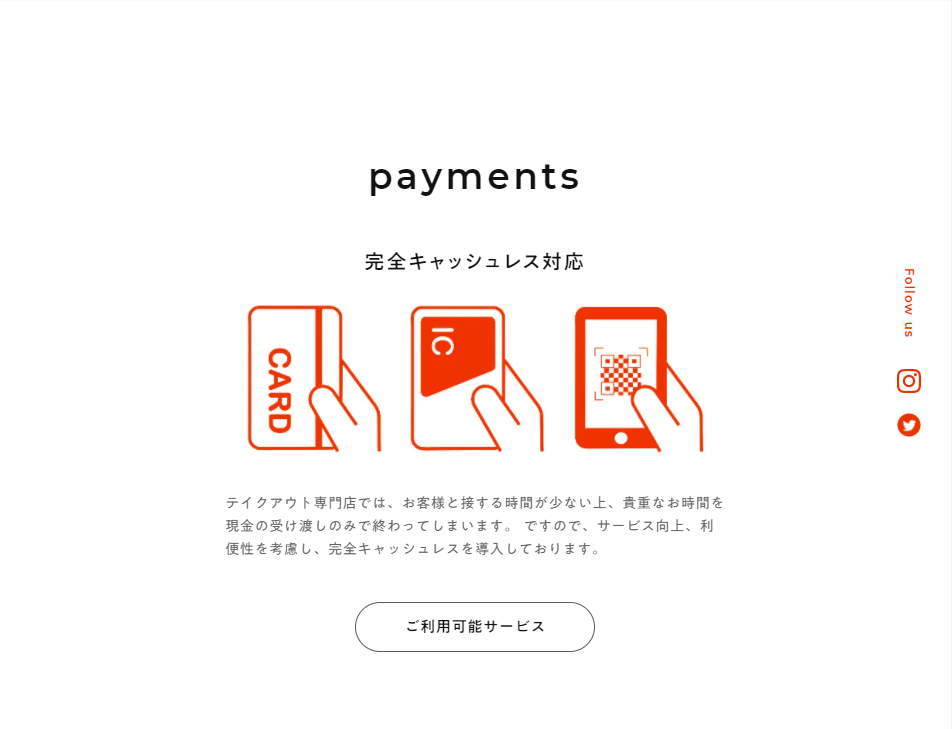 payments
完全キャッシュレス対応
CARD
IC
テイクアウト専門店では、お客様と接する時間が少ない上、貴重なお時間を
現金の受け渡しのみで終わってしまいます。 ですので、サービス向上、利
便性を考慮し、完全キャッシュレスを導入しております。
ご利用可能サービス
Follow us